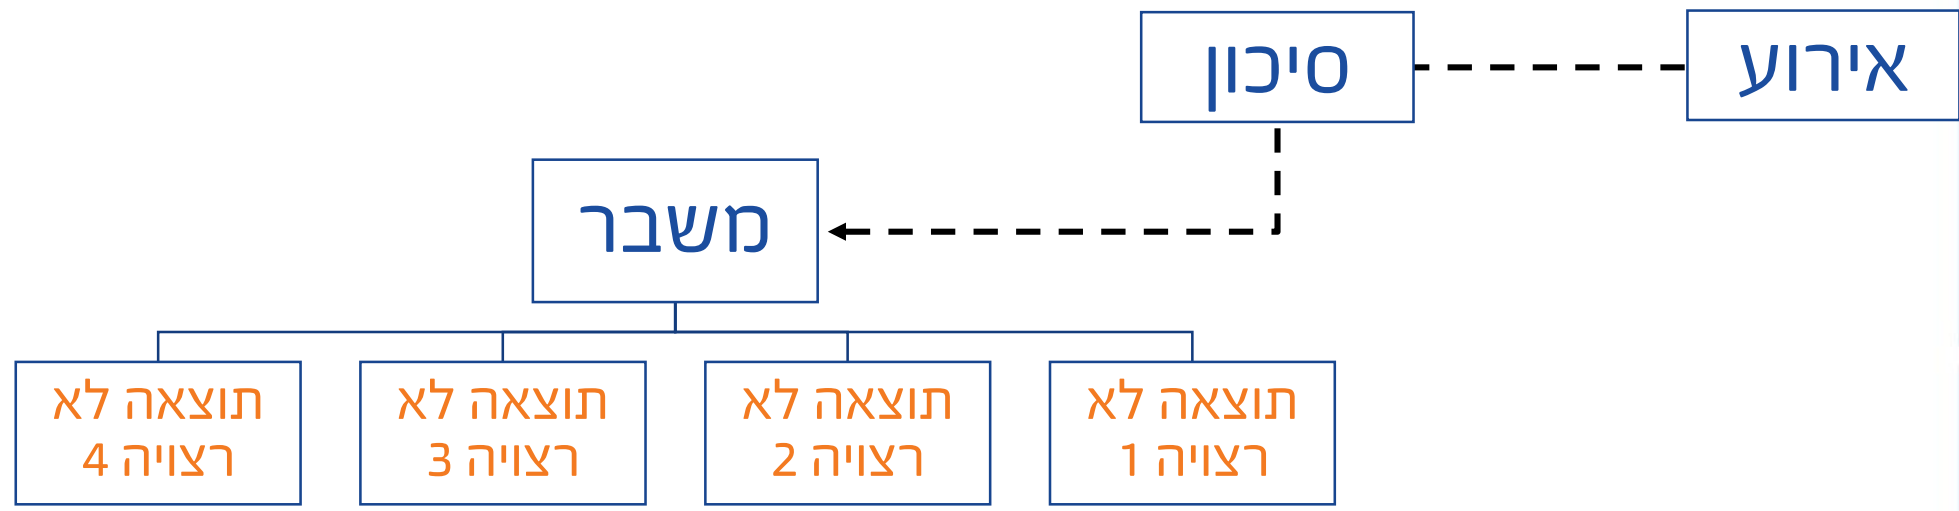 אירוע
סיכון
משבר
תוצאה לא
רצויה 1
תוצאה לא
רצויה 2
תוצאה לא
רצויה 3
תוצאה לא
רצויה 4